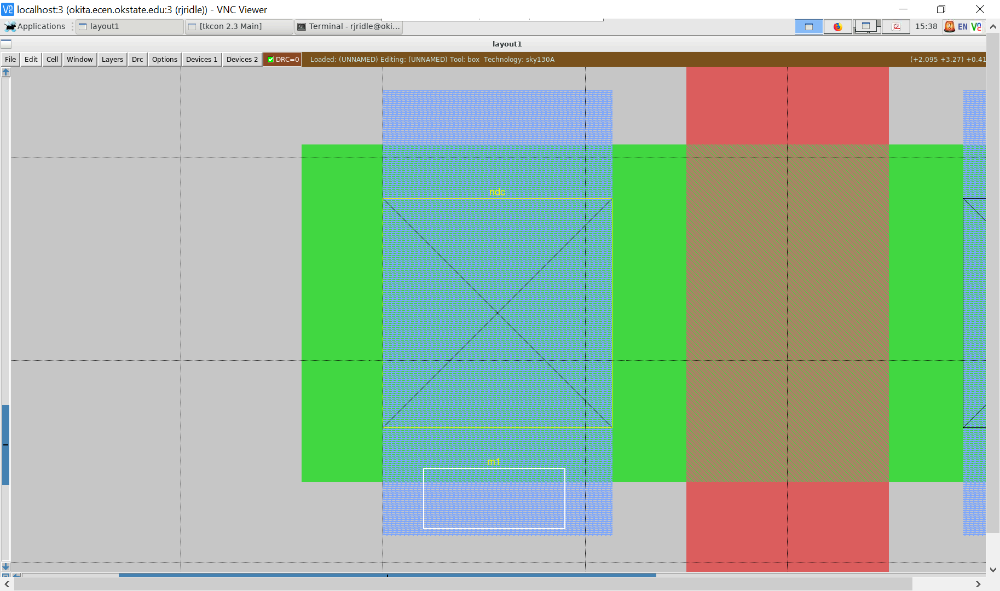 localhost:3 (okita.ecen.okstate.edu:3 (rjridle)) - VNC Viewer
Applications layout1 [tkcon 2.3 Main] Terminal - rjridle@oki... 15:38 EN
layout1
File Edit Cell Window Layers Drc Options Devices 1 Devices 2 DRC=0 Loaded: (UNNAMED) Editing: (UNNAMED) Tool: box Technology: sky130A (+2.095 +3.27) +0.41
ndc
m1